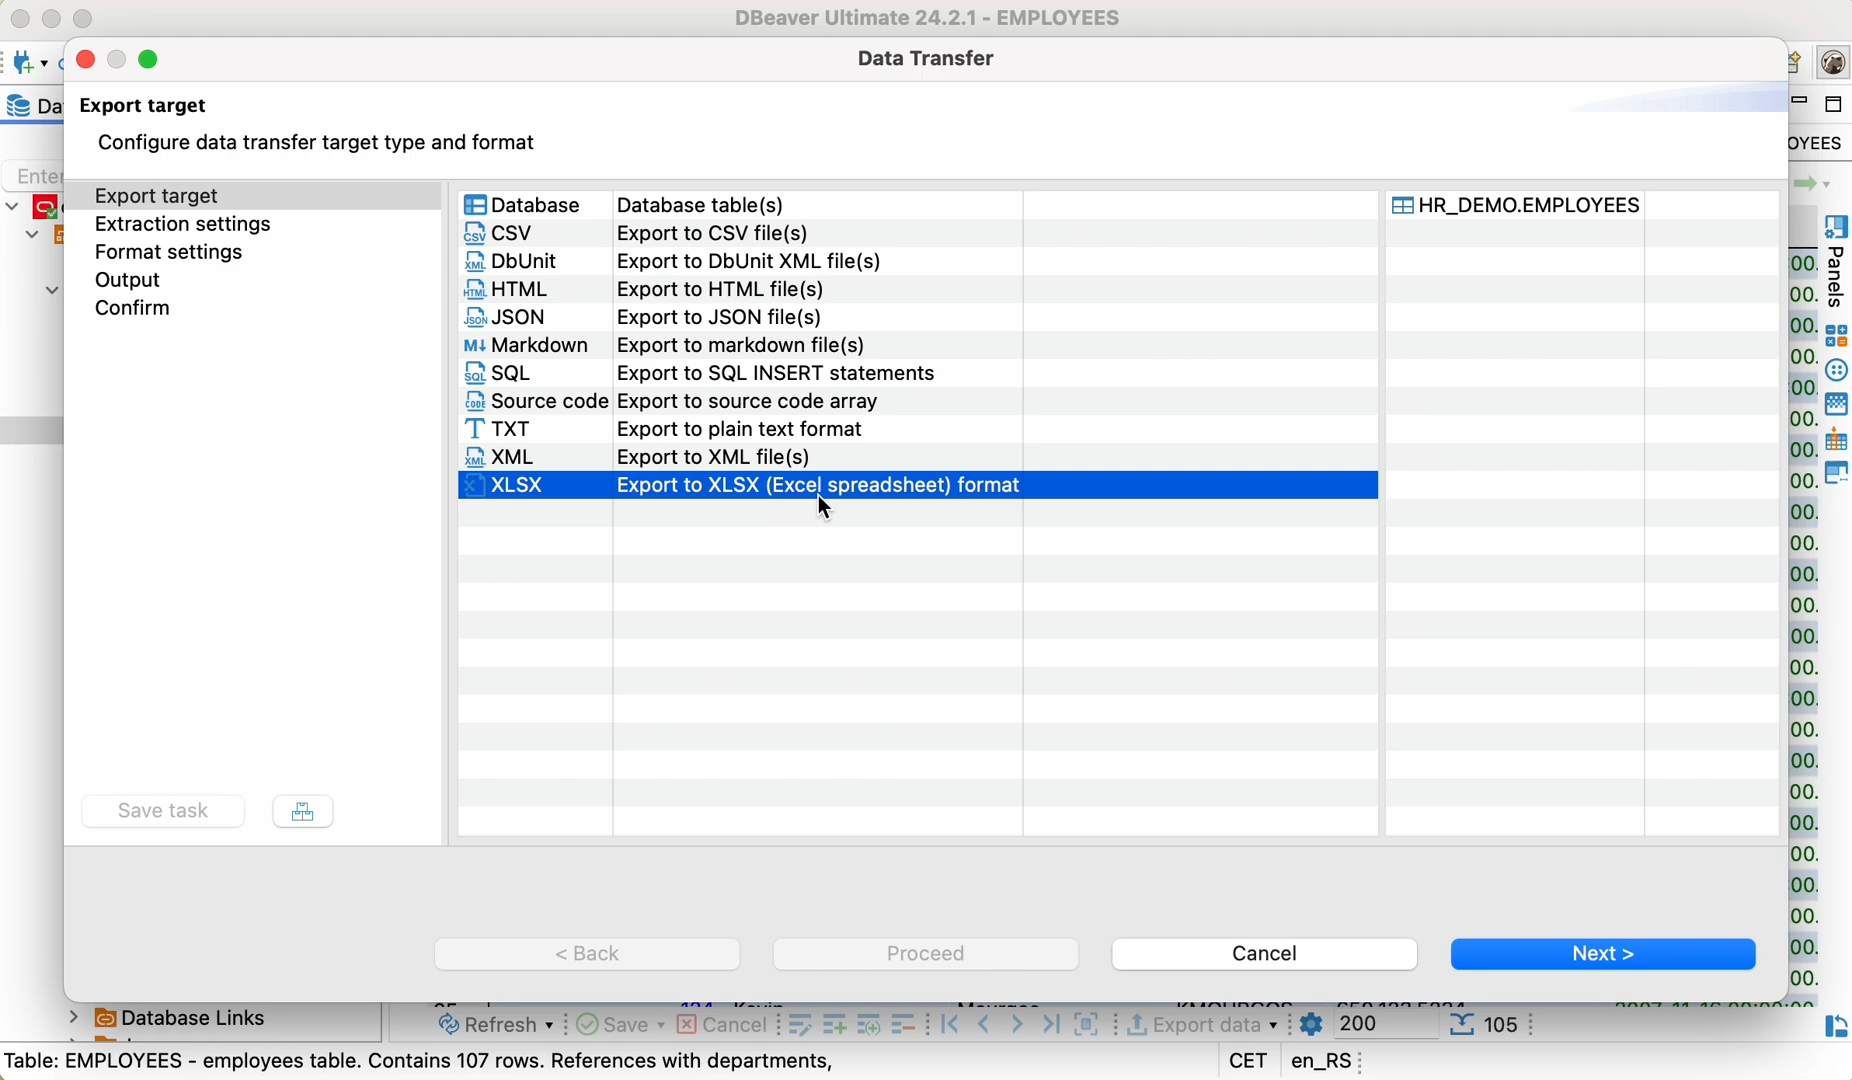 DBeaver Ultimate 24.2.1 - EMPLOYEES
Data Transfer
Da
Export target
Configure data transfer target type and format
OYEES
Enter
Export target
Extraction settings
Format settings
Output
Confirm
Database Database table(s)
CSV Export to CSV file(s)
DbUnit Export to DbUnit XML file(s)
HTML Export to HTML file(s)
JSON Export to JSON file(s)
Markdown Export to markdown file(s)
SQL Export to SQL INSERT statements
Source code Export to source code array
TXT Export to plain text format
XML Export to XML file(s)
XLSX Export to XLSX (Excel spreadsheet) format
HR_DEMO.EMPLOYEES
Panels
Save task
< Back
Proceed
Cancel
Next >
Database Links
Refresh
Save
Cancel
Export data
200
105
Table: EMPLOYEES - employees table. Contains 107 rows. References with departments,
CET
en_RS